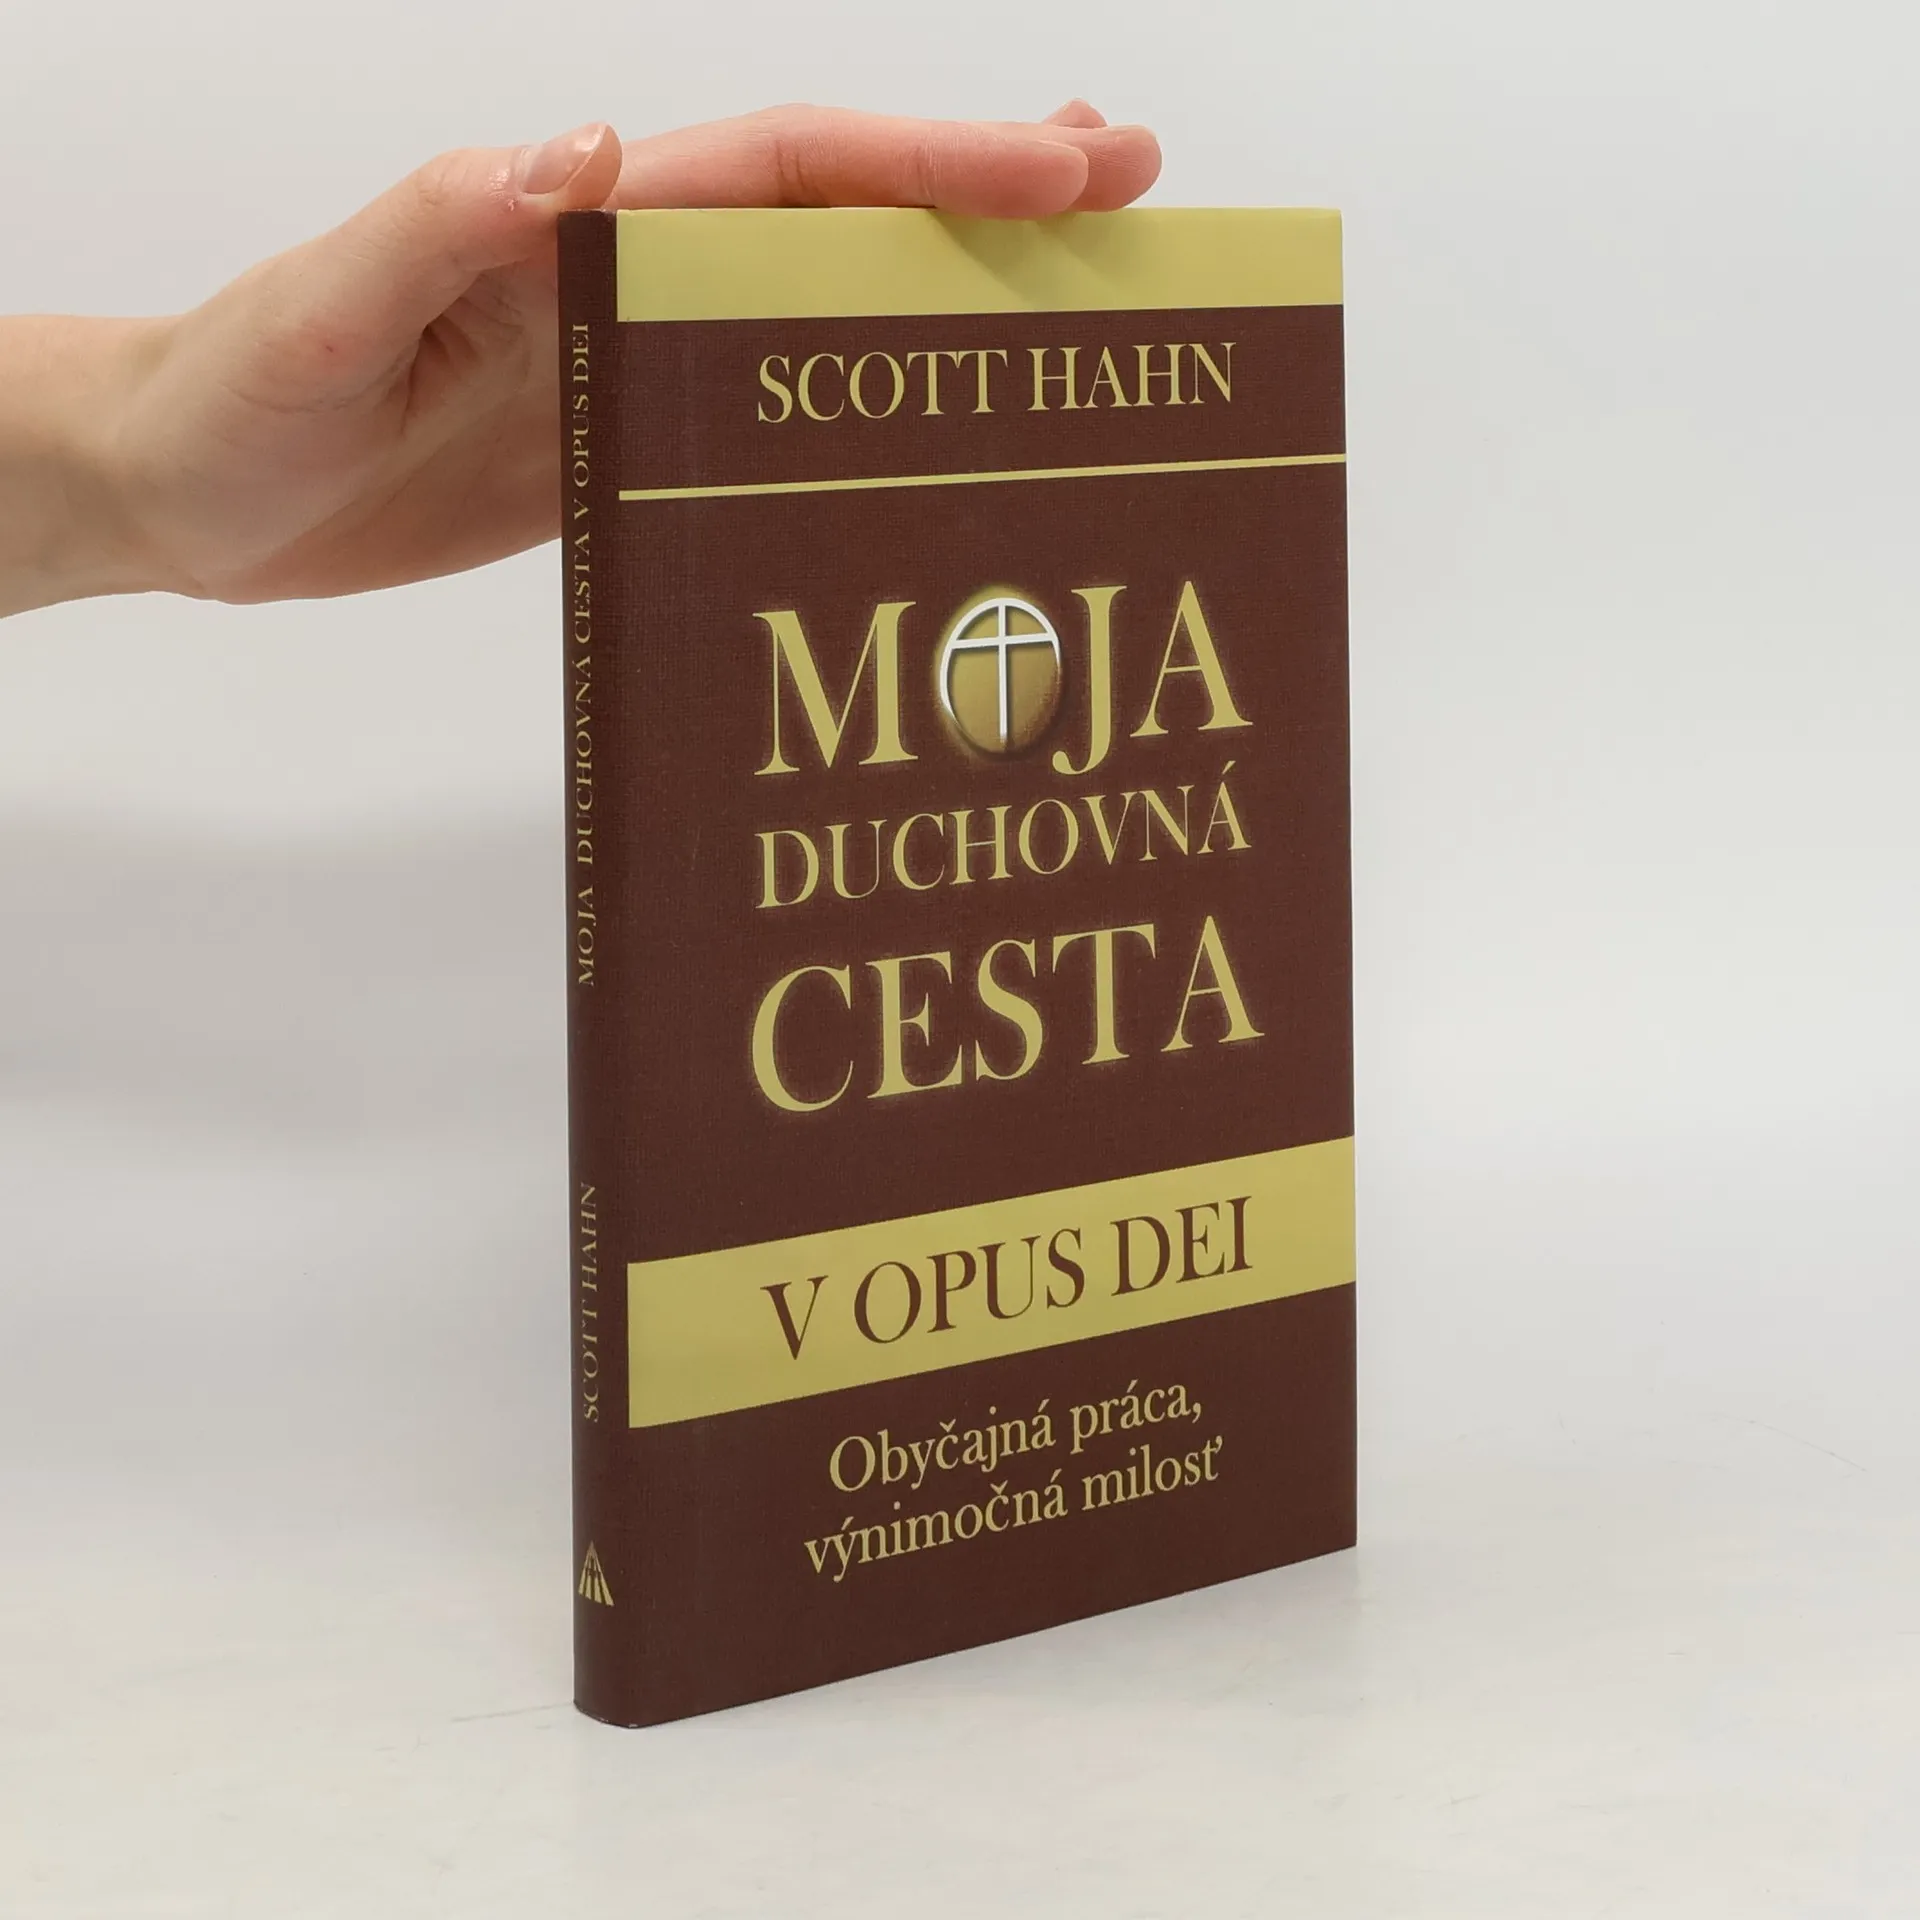 SCOTT HAHN
MOJA
DUCHOVNÁ
CESTA
V OPUS DEI
Obyčajná práca,
výnimočná milosť
MOJA DUCHOVNÁ CESTA V OPUS DEI
SCOTT HAHN